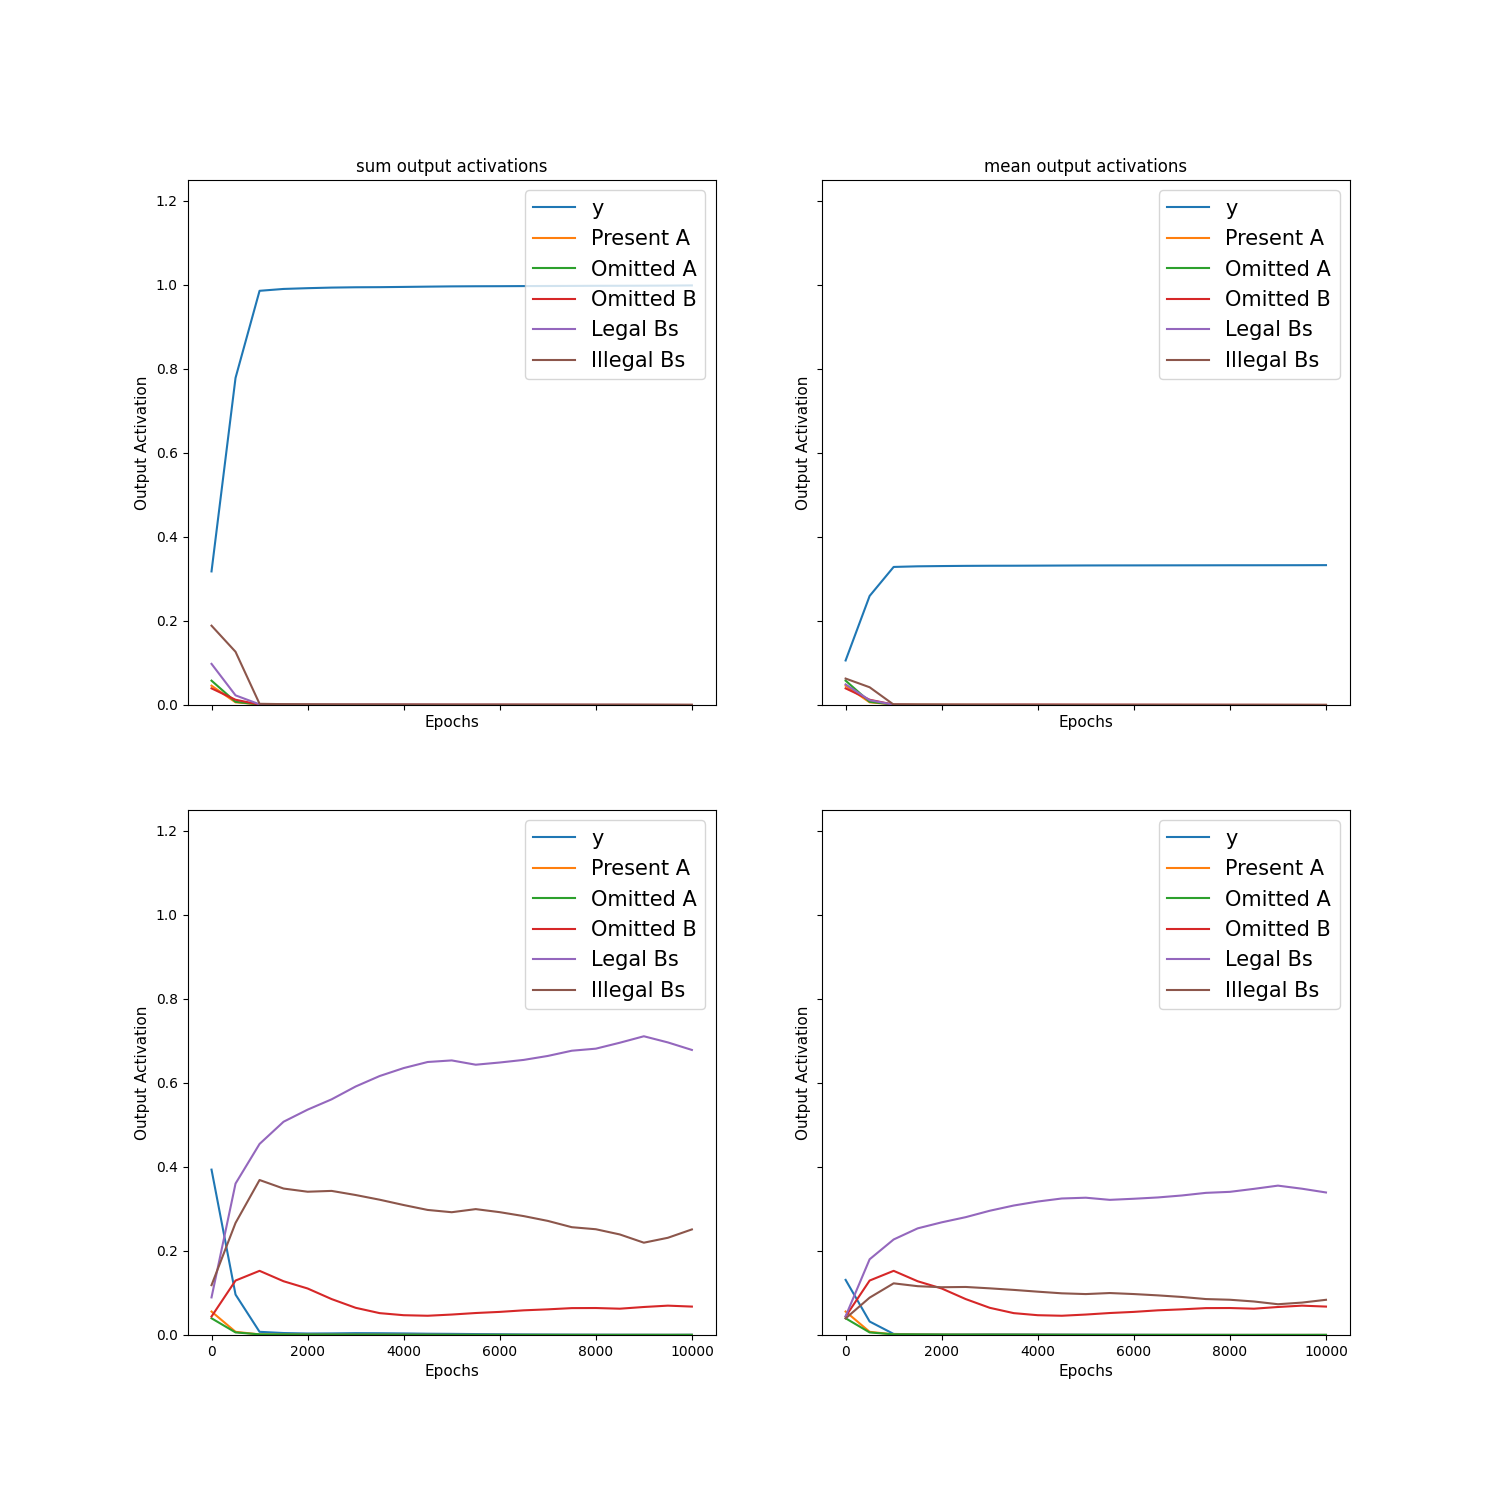 sum output activations
1.2
1.0
0.8
0.6
0.4
0.2
0.0
Output Activation
Epochs
y
Present A
Omitted A
Omitted B
Legal Bs
Illegal Bs
mean output activations
Output Activation
Epochs
y
Present A
Omitted A
Omitted B
Legal Bs
Illegal Bs
1.2
1.0
0.8
0.6
0.4
0.2
0.0
Output Activation
0 2000 4000 6000 8000 10000
Epochs
y
Present A
Omitted A
Omitted B
Legal Bs
Illegal Bs
Output Activation
0 2000 4000 6000 8000 10000
Epochs
y
Present A
Omitted A
Omitted B
Legal Bs
Illegal Bs